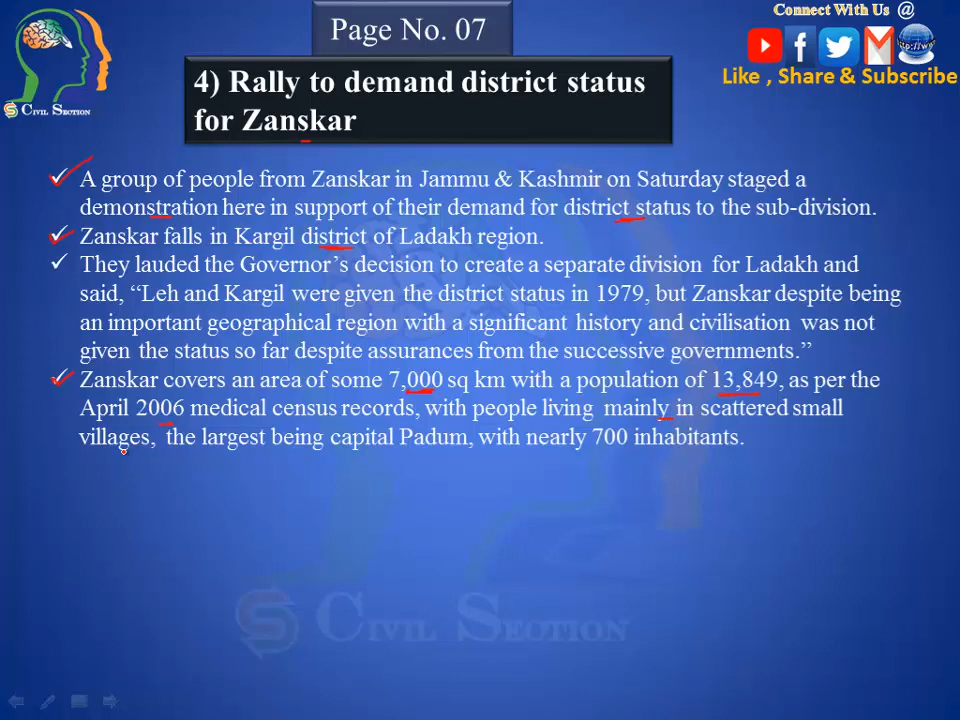 Page No. 07
Connect With Us @
http://www
Like , Share & Subscribe
CIVIL SECTION
4) Rally to demand district status
for Zanskar
✓ A group of people from Zanskar in Jammu & Kashmir on Saturday staged a
demonstration here in support of their demand for district status to the sub-division.
✓ Zanskar falls in Kargil district of Ladakh region.
✓ They lauded the Governor’s decision to create a separate division for Ladakh and
said, “Leh and Kargil were given the district status in 1979, but Zanskar despite being
an important geographical region with a significant history and civilisation was not
given the status so far despite assurances from the successive governments.”
✓ Zanskar covers an area of some 7,000 sq km with a population of 13,849, as per the
April 2006 medical census records, with people living mainly in scattered small
villages, the largest being capital Padum, with nearly 700 inhabitants.
CIVIL SECTION